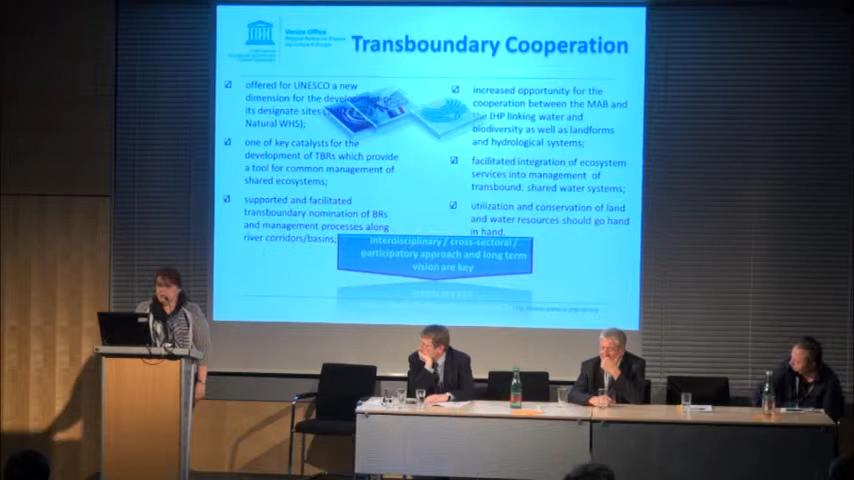 Venice Office
Transboundary Cooperation
offered for UNESCO a new
dimension for the development of
its designate sites
Natural WHS);
one of key catalysts for the
development of TBRs which provide
a tool for common management of
shared ecosystems;
supported and facilitated
transboundary nomination of BRs
and management processes along
river corridors/basins;
increased opportunity for the
cooperation between the MAB and
the IHP linking water and
biodiversity as well as landforms
and hydrological systems;
facilitated integration of ecosystem
services into management of
transbound. shared water systems;
utilization and conservation of land
and water resources should go hand
in hand.
Interdisciplinary / cross-sectoral /
participatory approach and long term
vision are key